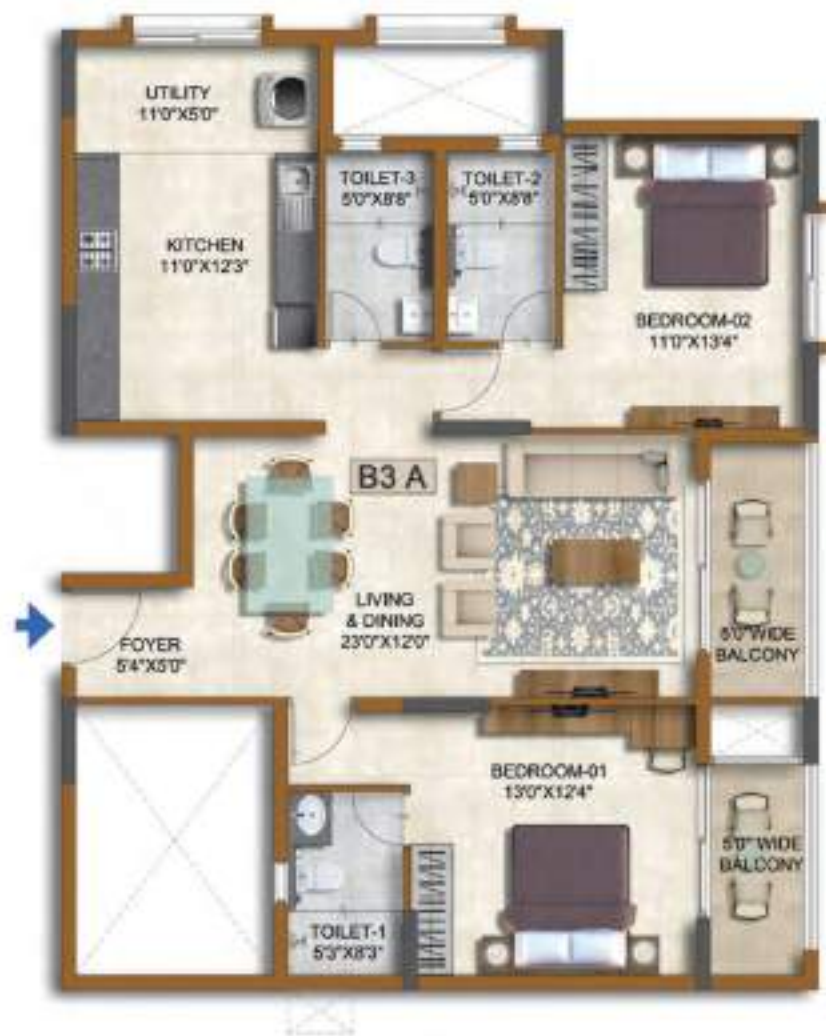 UTILITY
11'0"X5'0"
TOILET-3
5'0"X8'8"
TOILET-2
5'0"X8'8"
KITCHEN
11'0"X12'3"
BEDROOM-02
11'0"X13'4"
B3 A
LIVING
& DINING
23'0"X12'0"
FOYER
5'4"X5'0"
5'0" WIDE
BALCONY
BEDROOM-01
13'0"X12'4"
5'0" WIDE
BALCONY
TOILET-1
5'3"X8'3"